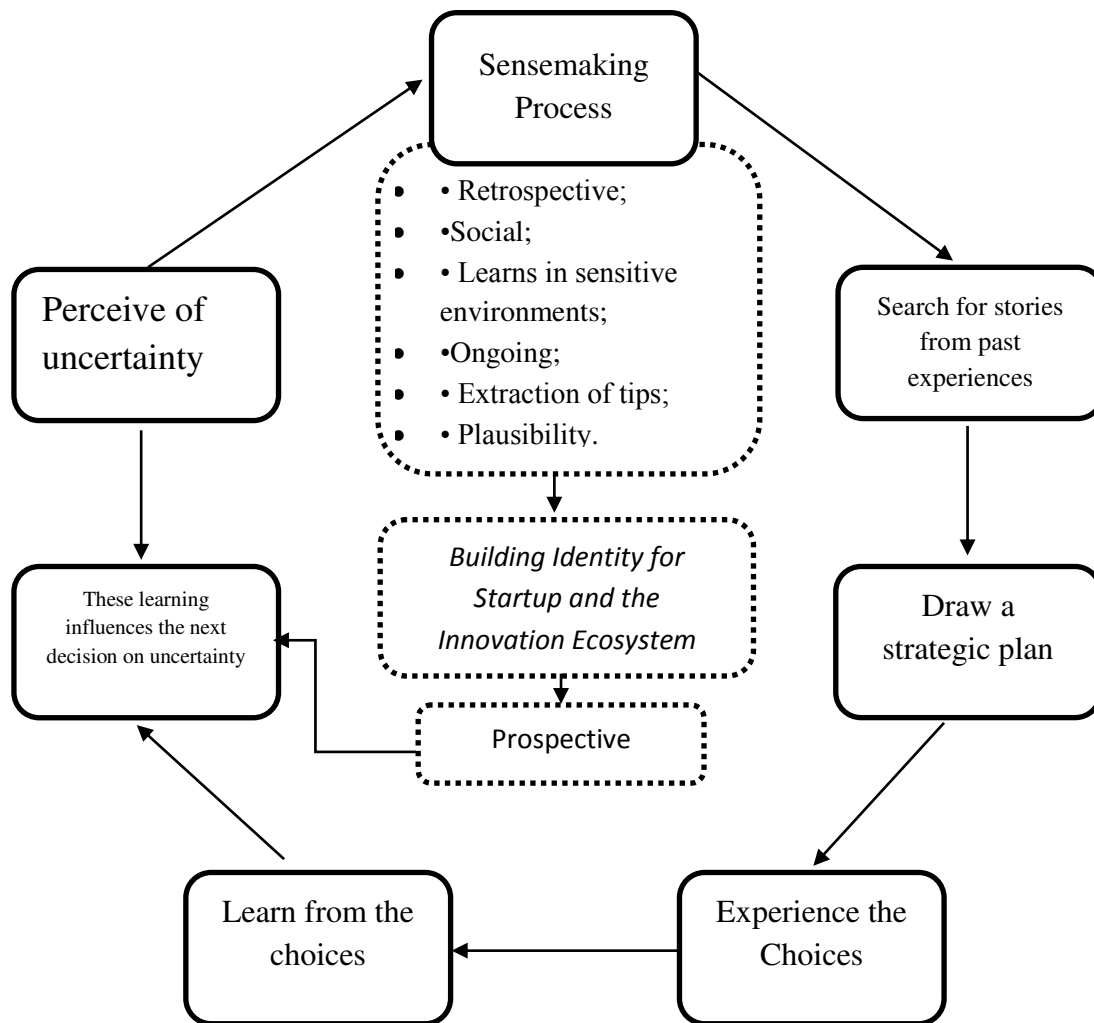 Sensemaking
Process
• • Retrospective;
• •Social;
• • Learns in sensitive
environments;
• •Ongoing;
• • Extraction of tips;
• • Plausibility.
Perceive of
uncertainty
Search for stories
from past
experiences
Building Identity for
Startup and the
Innovation Ecosystem
These learning
influences the next
decision on uncertainty
Draw a
strategic plan
Prospective
Learn from the
choices
Experience the
Choices